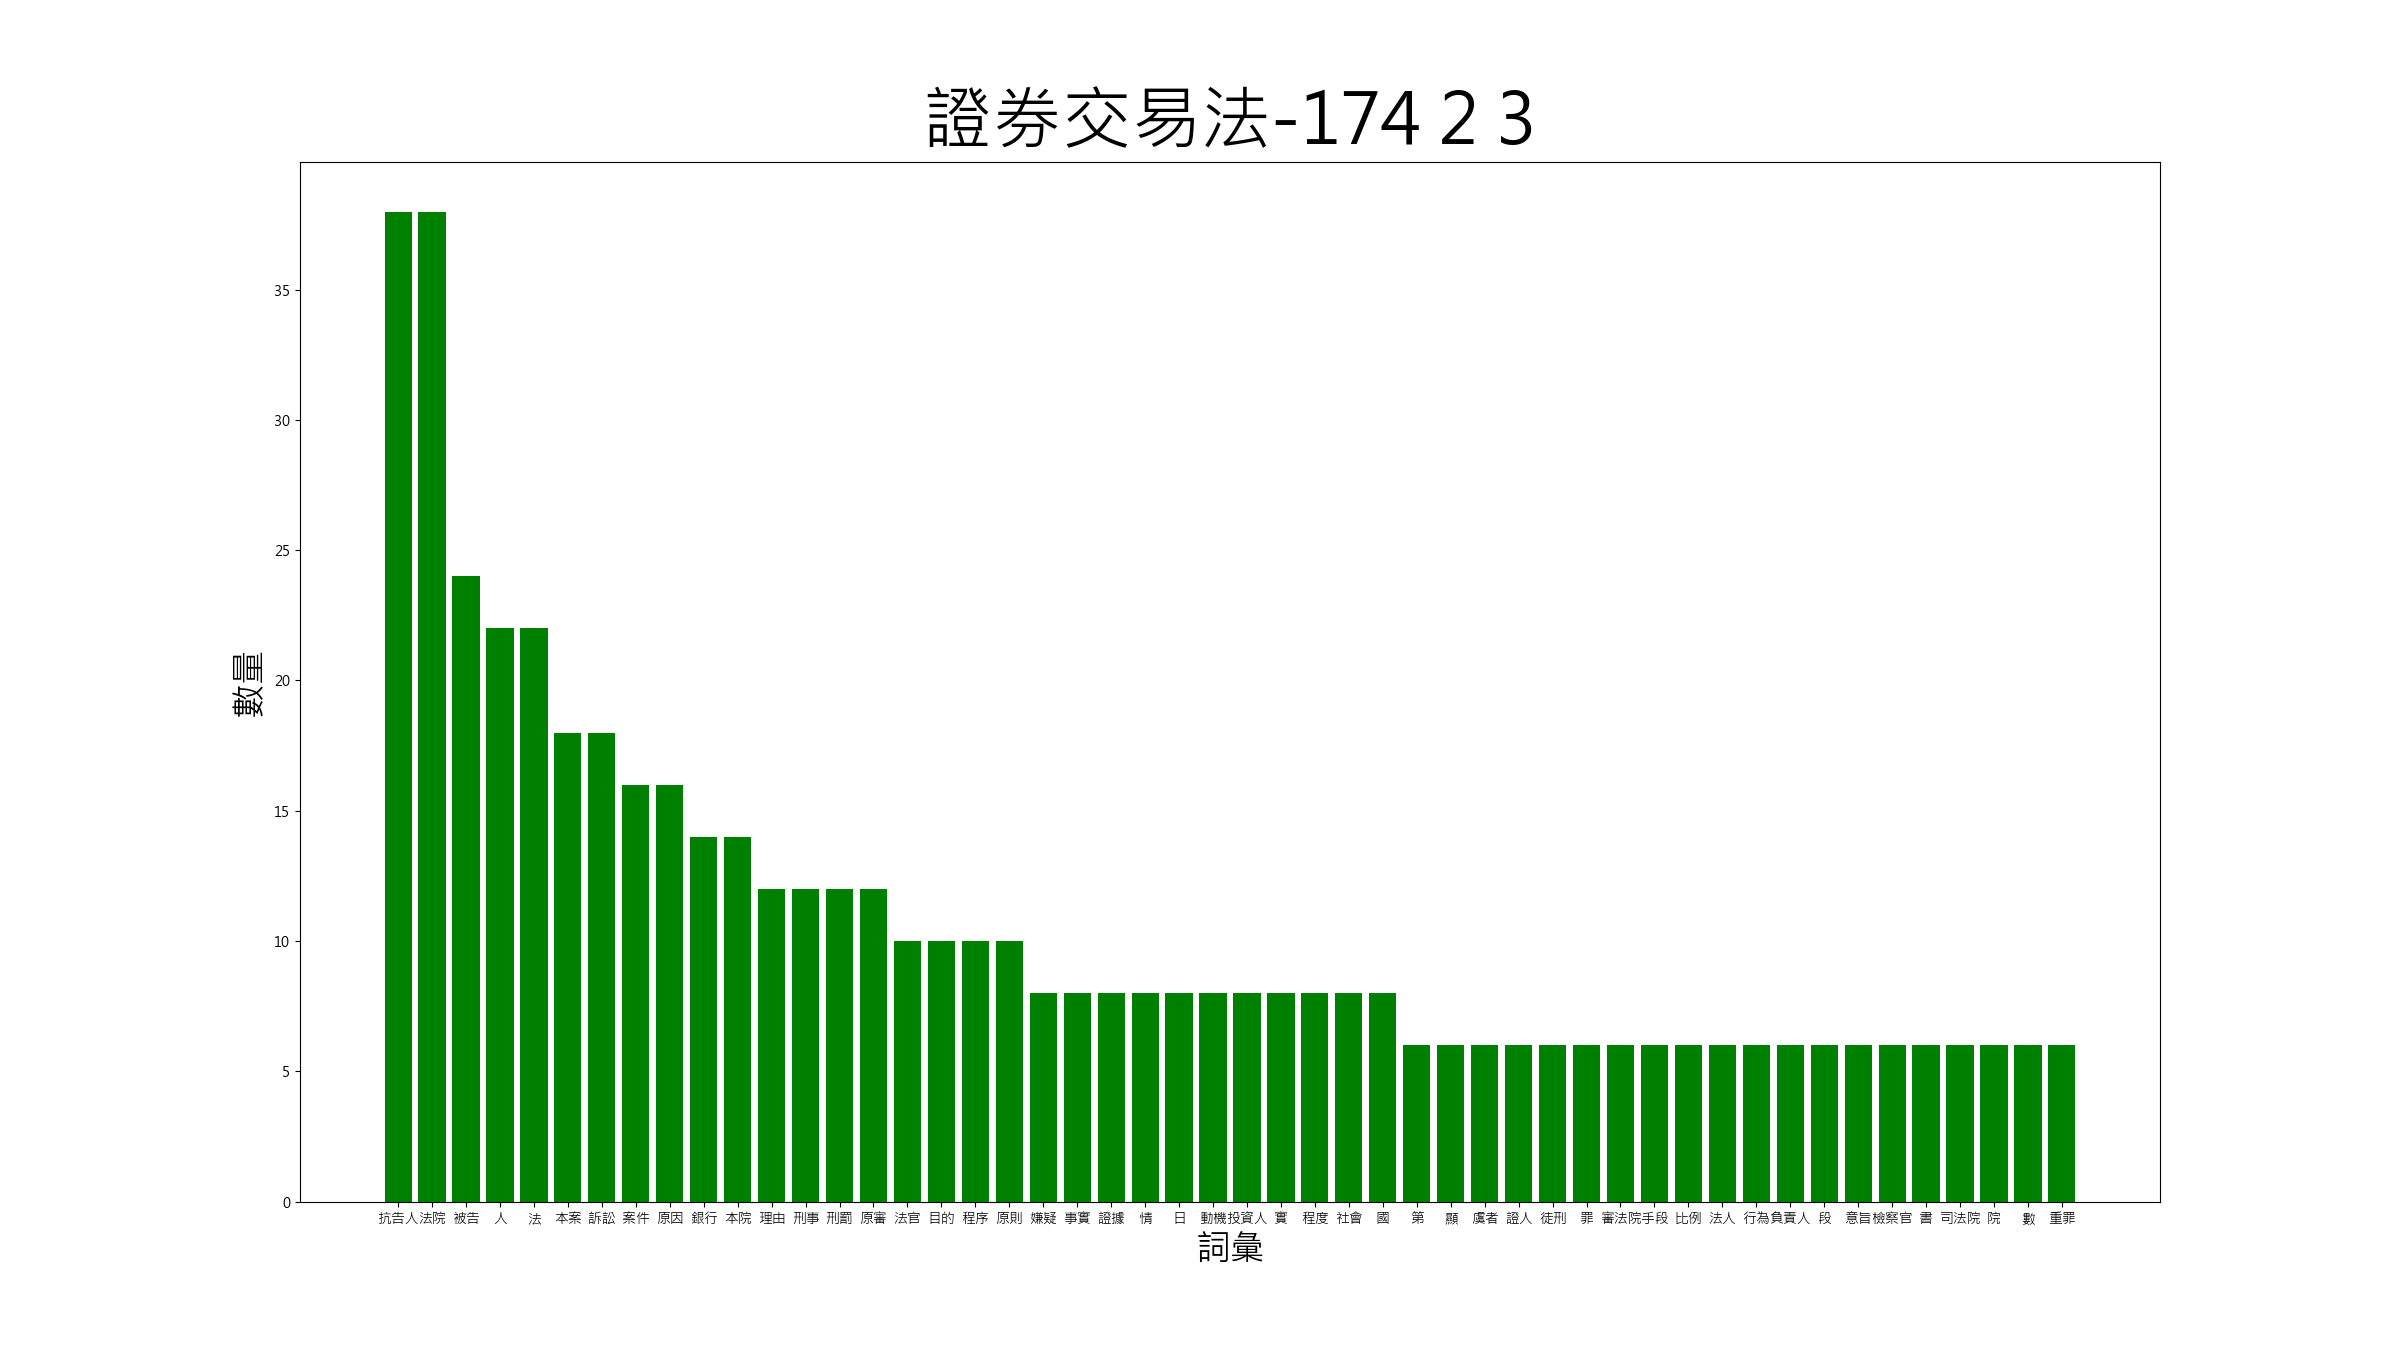 證券交易法-174 2 3
數量
35
30
25
20
15
10
5
0
抗告人 法院 被告 人 法 本案 訴訟 案件 原因 銀行 本院 理由 刑事 刑罰 原審 法官 目的 程序 原則 嫌疑 事實 證據 情 日 動機 投資人 實 程度 社會 國 第 顯 虞者 證人 徒刑 罪 審法院 手段 比例 法人 行為 負責人 段 意旨 檢察官 書 司法院 院 數 重罪
詞彙